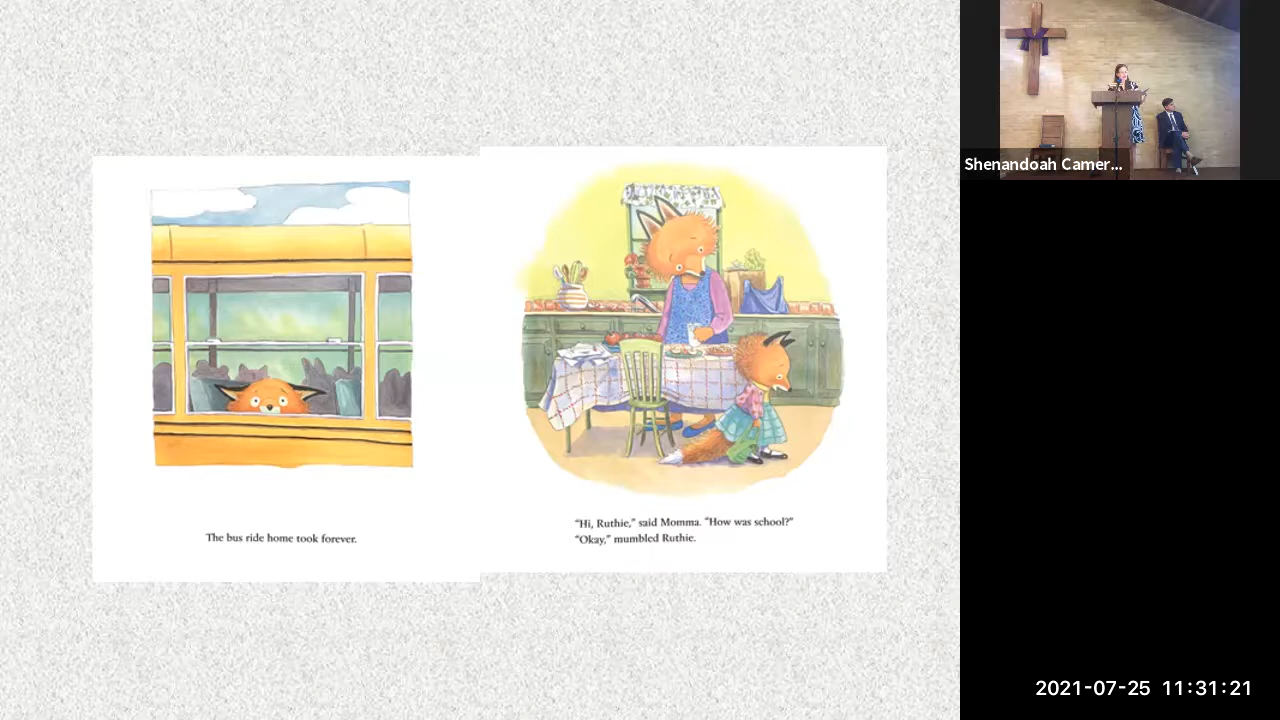 Shenandoah Camer...
The bus ride home took forever.
“Hi, Ruthie,” said Momma. “How was school?”
“Okay,” mumbled Ruthie.
2021-07-25 11:31:21